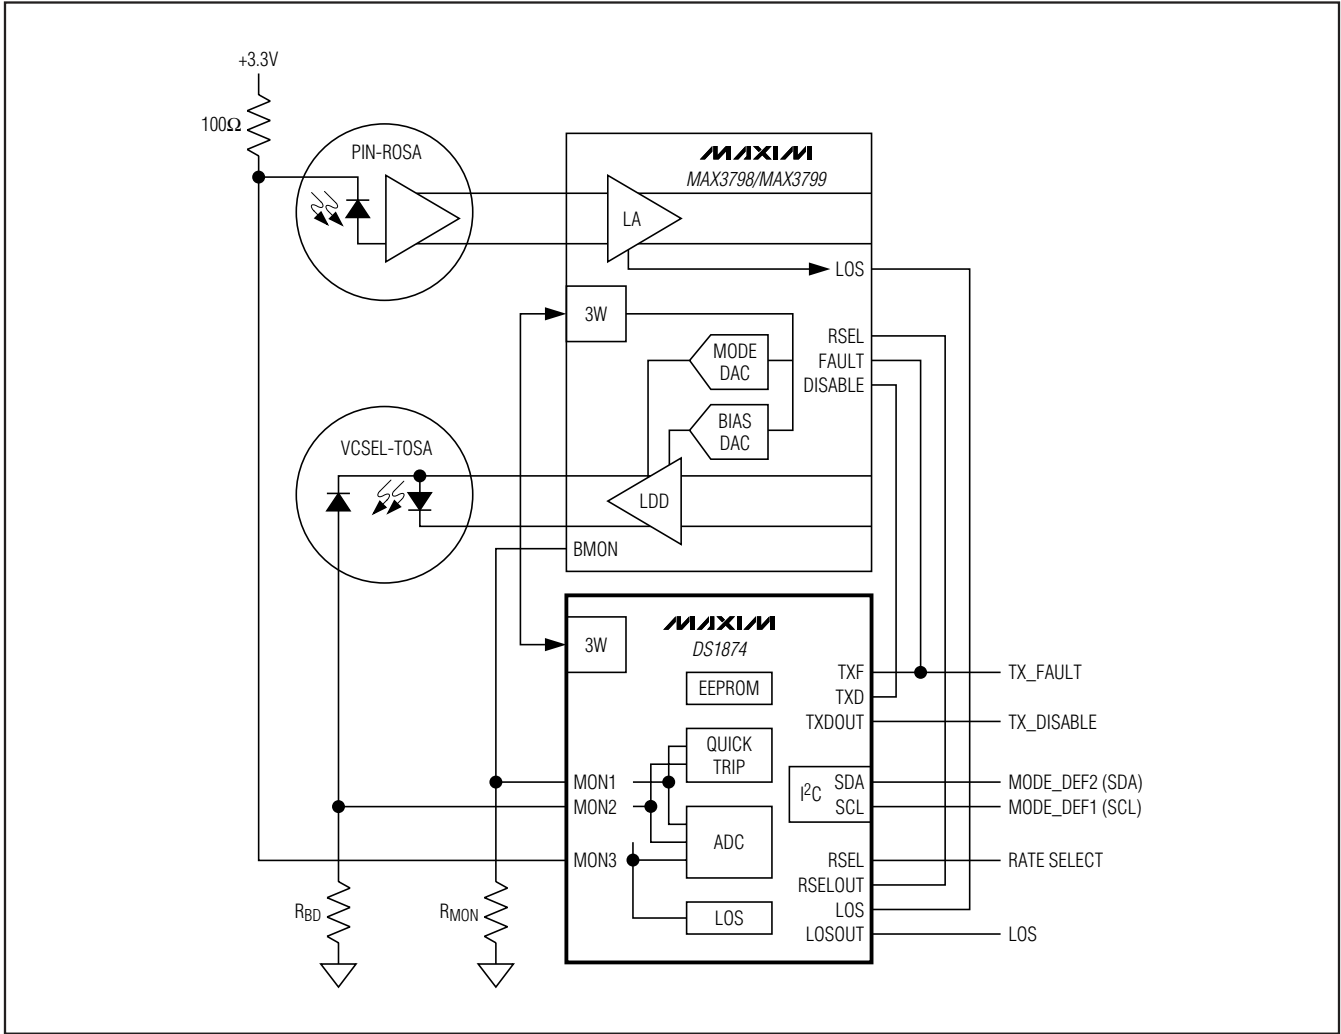 +3.3V
100Ω
PIN-ROSA
MAXIM
MAX3798/MAX3799
LA
LOS
3W
MODE
DAC
RSEL
FAULT
DISABLE
BIAS
DAC
VCSEL-TOSA
LDD
BMON
MAXIM
DS1874
3W
EEPROM
TXF
TX_FAULT
TXD
TXDOUT
TX_DISABLE
QUICK
TRIP
MON1
MON2
I²C
SDA
MODE_DEF2 (SDA)
SCL
MODE_DEF1 (SCL)
ADC
MON3
RSEL
RATE SELECT
RSELOUT
RBD
RMON
LOS
LOS
LOSOUT
LOS